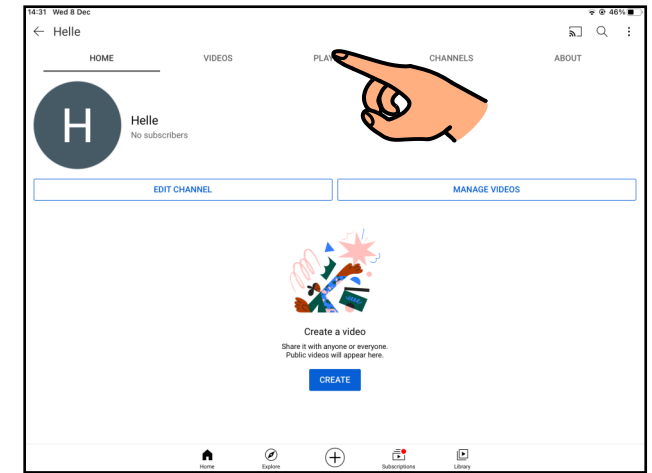 14:31 Wed 8 Dec 46%
Helle
HOME VIDEOS PLAY CHANNELS ABOUT
H
Helle
No subscribers
EDIT CHANNEL MANAGE VIDEOS
Create a video
Share it with anyone or everyone.
Public videos will appear here.
CREATE
Home Explore Subscriptions Library